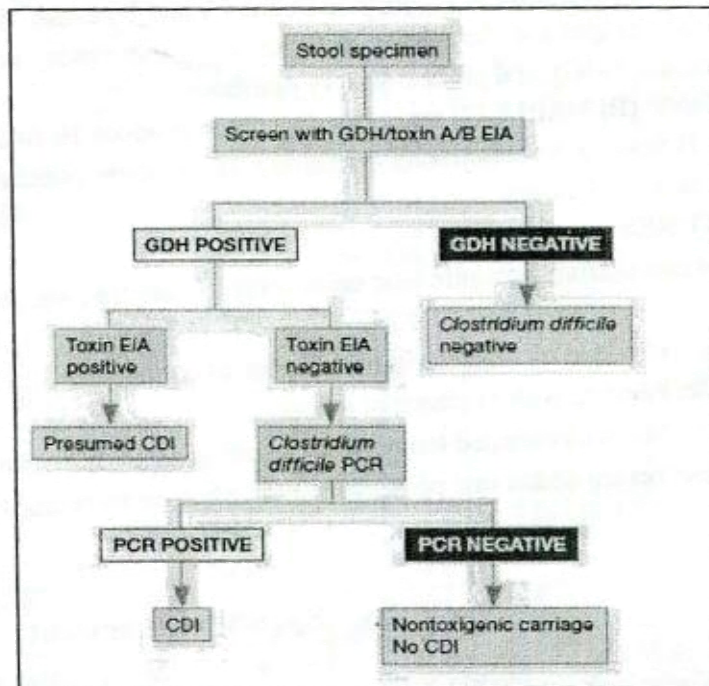 Stool specimen
Screen with GDH/toxin A/B EIA
GDH POSITIVE
GDH NEGATIVE
Toxin EIA
positive
Toxin EIA
negative
Clostridium difficile
negative
Presumed CDI
Clostridium
difficile PCR
PCR POSITIVE
PCR NEGATIVE
CDI
Nontoxigenic carriage
No CDI